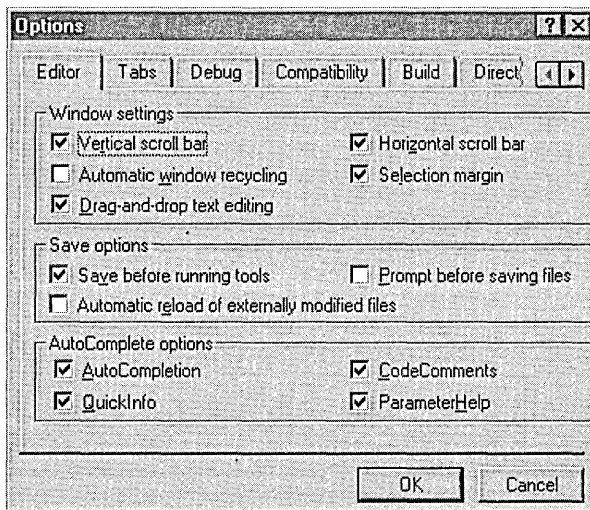 Options
Editor Tabs Debug Compatibility Build Direct
Window settings
Vertical scroll bar Horizontal scroll bar
Automatic window recycling Selection margin
Drag-and-drop text editing
Save options
Save before running tools Prompt before saving files
Automatic reload of externally modified files
AutoComplete options
AutoCompletion CodeComments
QuickInfo ParameterHelp
OK Cancel